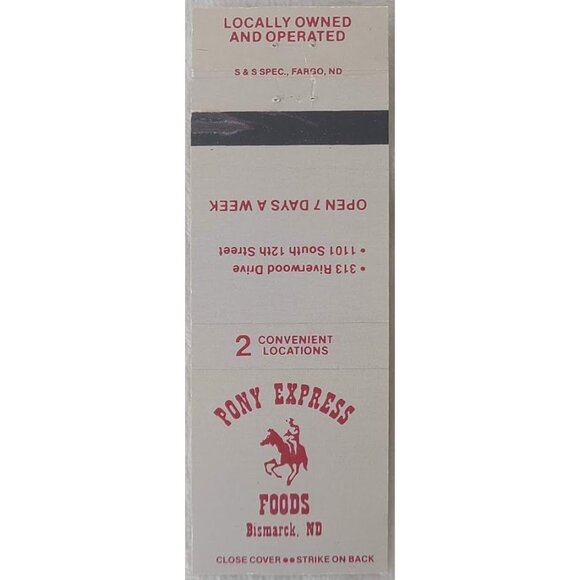 LOCALLY OWNED
AND OPERATED
S & S SPEC., FARGO, ND
OPEN 7 DAYS A WEEK
• 1101 South 12th Street
• 313 Riverwood Drive
2 CONVENIENT
LOCATIONS
PONY EXPRESS
FOODS
Bismarck, ND
CLOSE COVER ●● STRIKE ON BACK